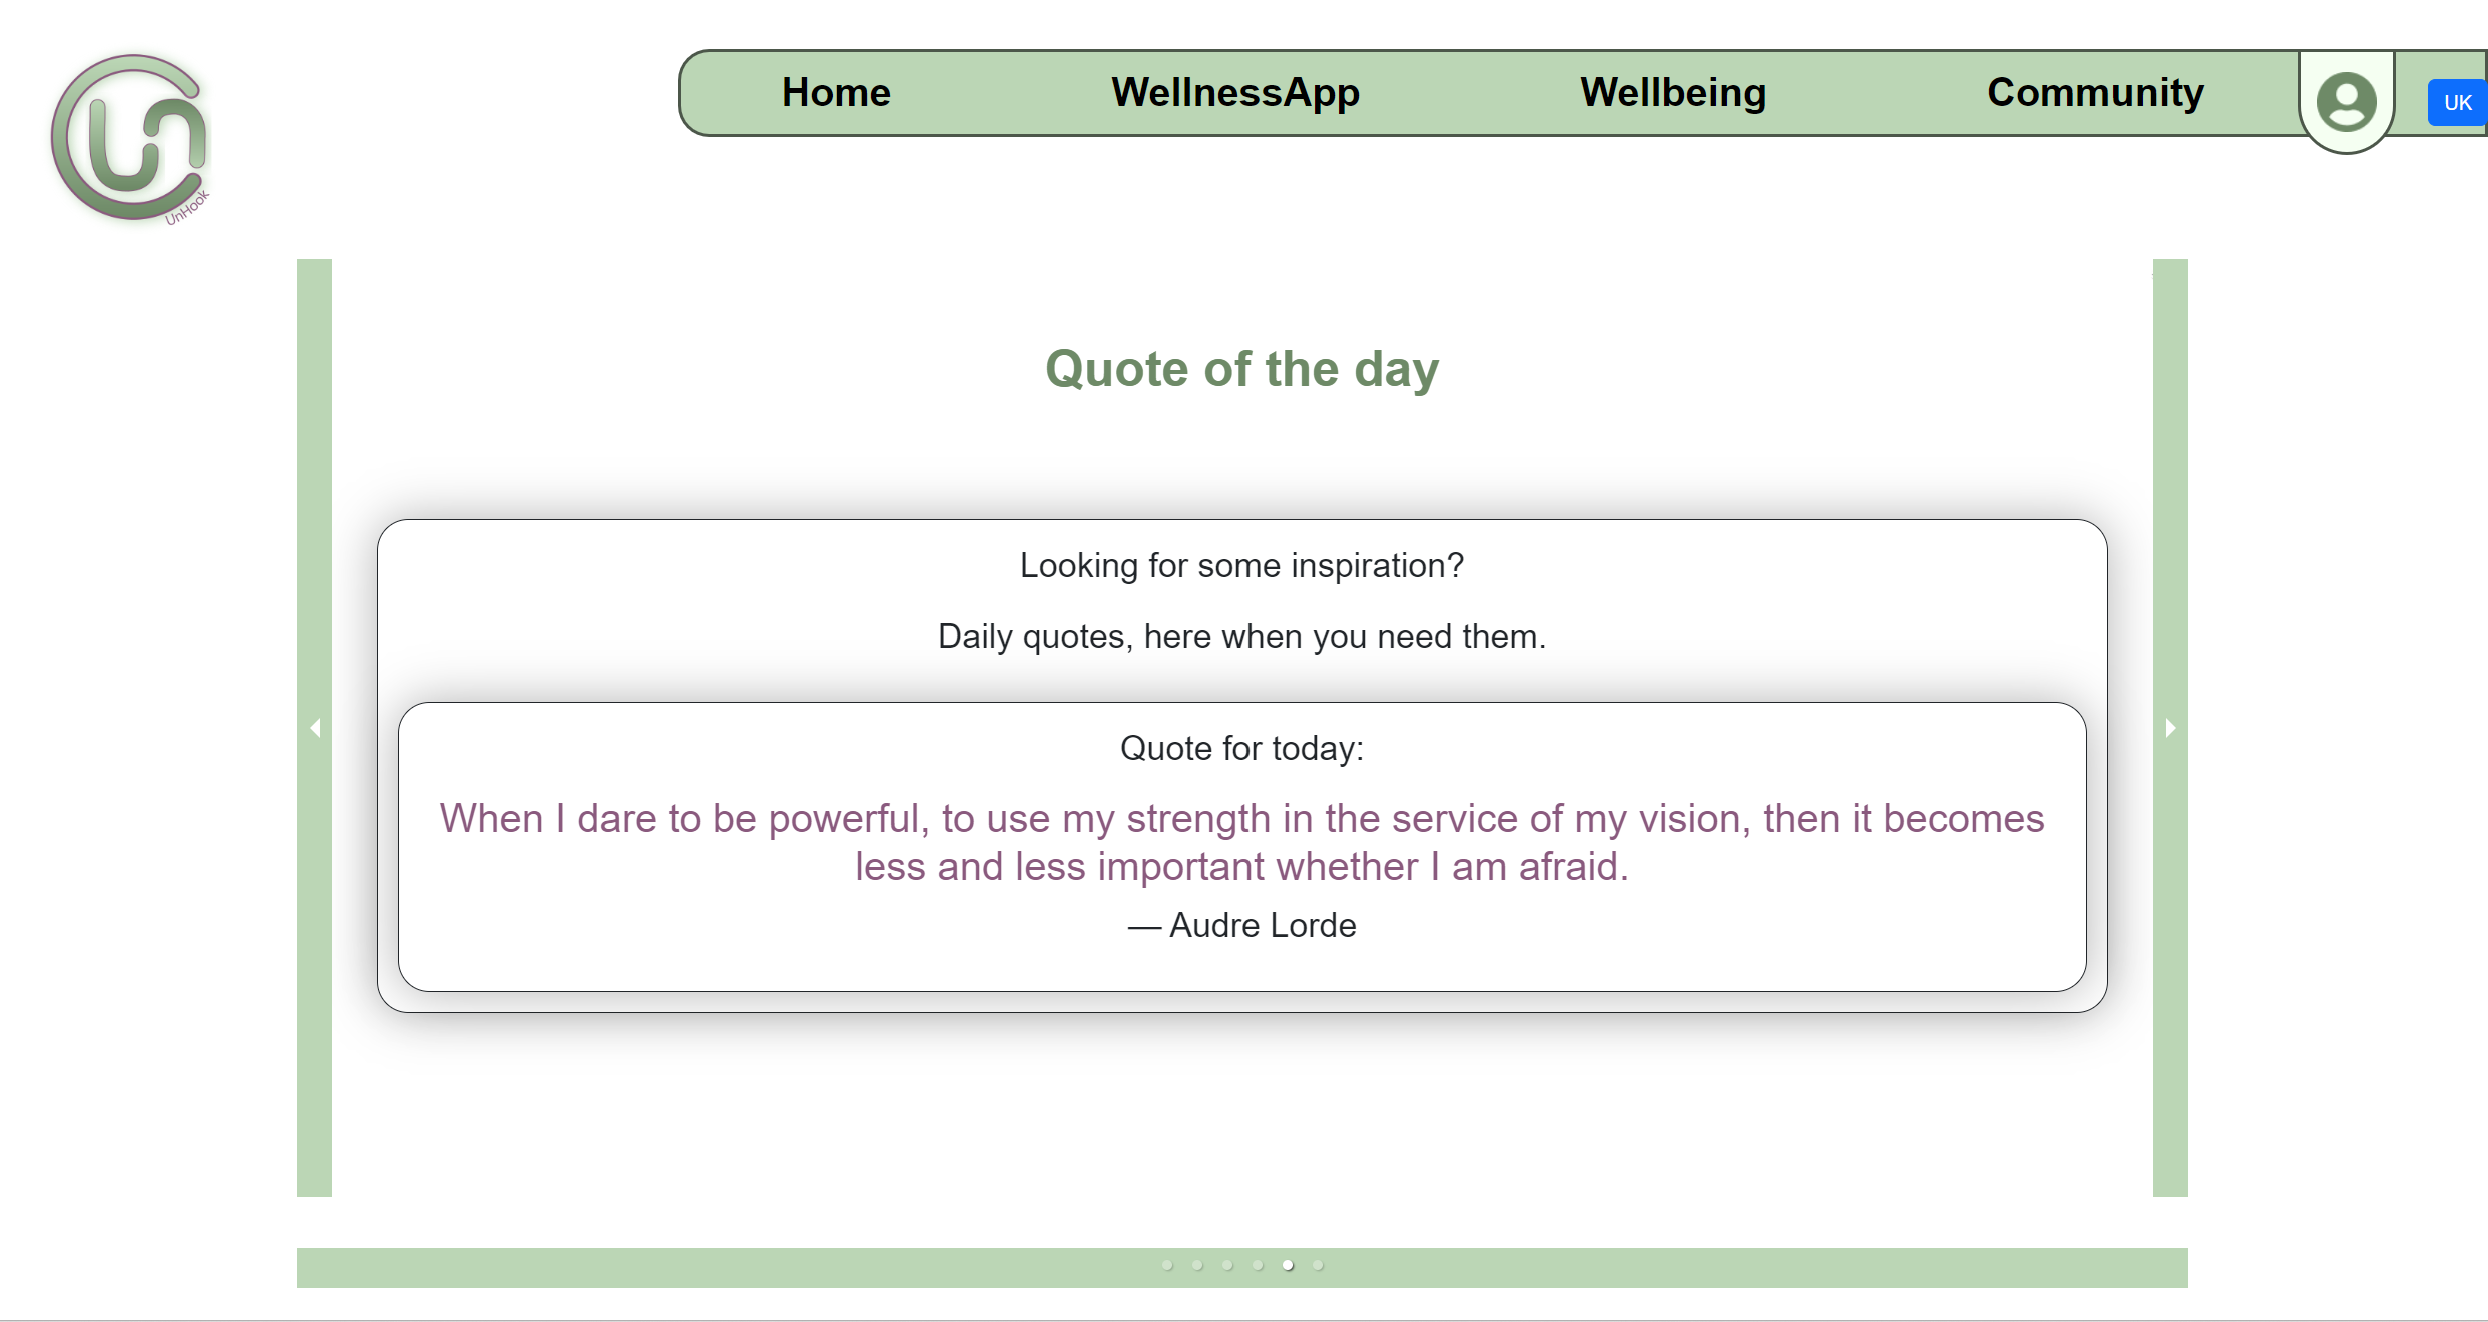 Un
UnHook
Home WellnessApp Wellbeing Community
UK
Quote of the day
Looking for some inspiration?
Daily quotes, here when you need them.
Quote for today:
When I dare to be powerful, to use my strength in the service of my vision, then it becomes
less and less important whether I am afraid.
— Audre Lorde